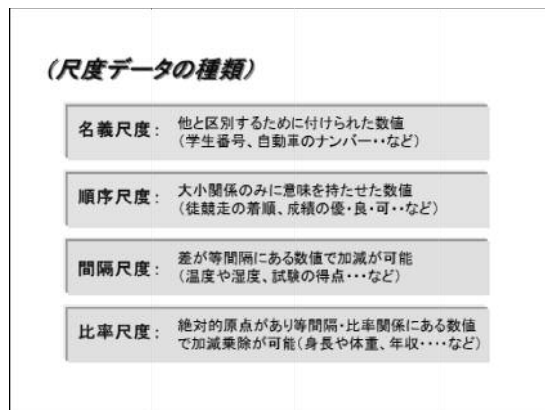 (尺度データの種類)
名義尺度: 他と区別するために付けられた数値
(学生番号、自動車のナンバー・・など)
順序尺度: 大小関係のみに意味を持たせた数値
(徒競走の着順、成績の優・良・可・・など)
間隔尺度: 差が等間隔にある数値で加減が可能
(温度や湿度、試験の得点・・・など)
比率尺度: 絶対的原点があり等間隔・比率関係にある数値
で加減乗除が可能(身長や体重、年収・・・・など)